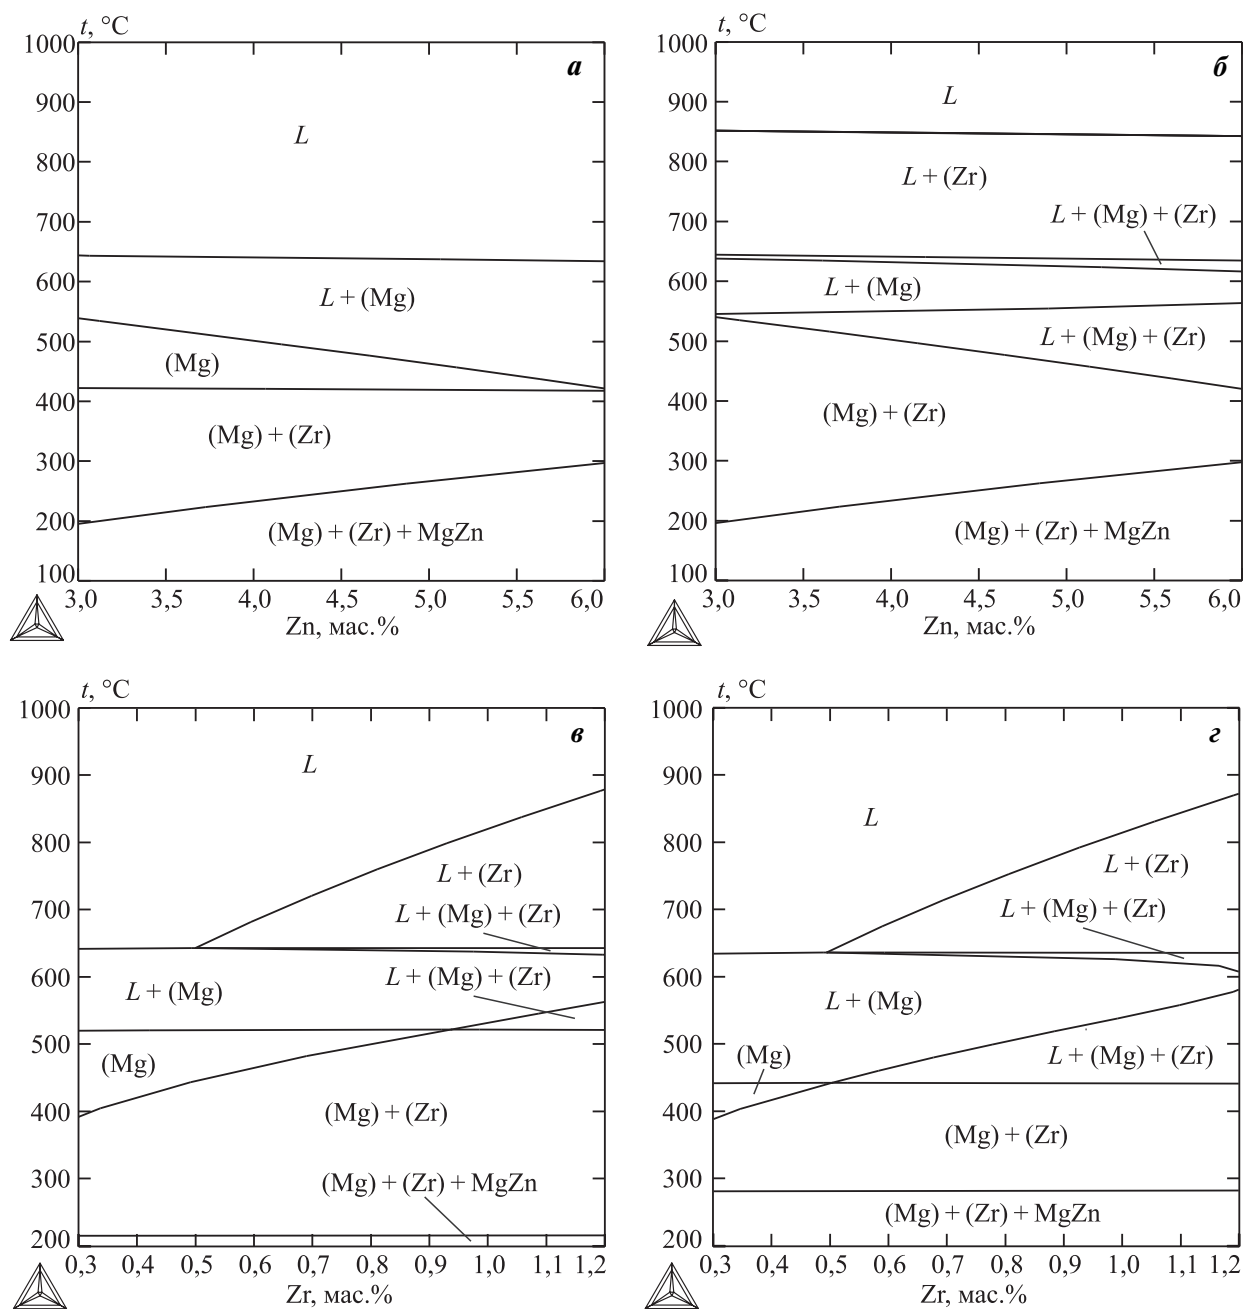 t, °C
1000
900
800
700
600
500
400
300
200
100
а
L
L + (Mg)
(Mg)
(Mg) + (Zr)
(Mg) + (Zr) + MgZn
3,0 3,5 4,0 4,5 5,0 5,5 6,0
Zn, мас.%
t, °C
1000
900
800
700
600
500
400
300
200
100
б
L
L + (Zr)
L + (Mg) + (Zr)
L + (Mg)
L + (Mg) + (Zr)
(Mg) + (Zr)
(Mg) + (Zr) + MgZn
3,0 3,5 4,0 4,5 5,0 5,5 6,0
Zn, мас.%
t, °C
1000
900
800
700
600
500
400
300
200
в
L
L + (Zr)
L + (Mg) + (Zr)
L + (Mg) + (Zr)
L + (Mg)
(Mg)
(Mg) + (Zr)
(Mg) + (Zr) + MgZn
0,3 0,4 0,5 0,6 0,7 0,8 0,9 1,0 1,1 1,2
Zr, мас.%
t, °C
1000
900
800
700
600
500
400
300
200
г
L
L + (Zr)
L + (Mg) + (Zr)
L + (Mg)
(Mg)
L + (Mg) + (Zr)
(Mg) + (Zr)
(Mg) + (Zr) + MgZn
0,3 0,4 0,5 0,6 0,7 0,8 0,9 1,0 1,1 1,2
Zr, мас.%